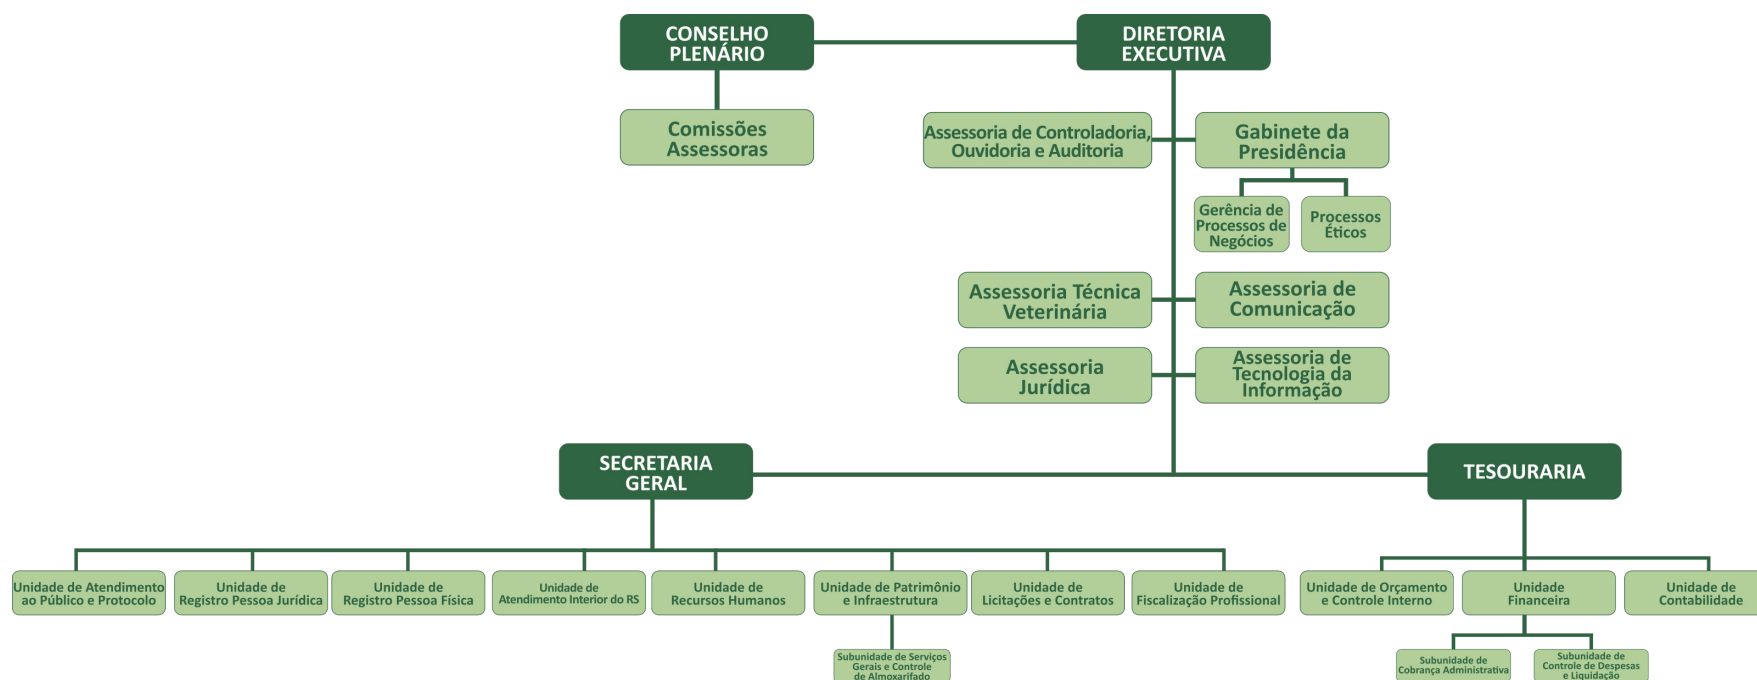 CONSELHO
PLENÁRIO
DIRETORIA
EXECUTIVA
Comissões
Assessoras
Assessoria de Controladoria,
Ouvidoria e Auditoria
Gabinete da
Presidência
Gerência de
Processos de
Negócios
Processos
Éticos
Assessoria Técnica
Veterinária
Assessoria de
Comunicação
Assessoria
Jurídica
Assessoria de
Tecnologia da
Informação
SECRETARIA
GERAL
TESOURARIA
Unidade de Atendimento
ao Público e Protocolo
Unidade de
Registro Pessoa Jurídica
Unidade de
Registro Pessoa Física
Unidade de
Atendimento Interior do RS
Unidade de
Recursos Humanos
Unidade de Patrimônio
e Infraestrutura
Unidade de
Licitações e Contratos
Unidade de
Fiscalização Profissional
Unidade de Orçamento
e Controle Interno
Unidade
Financeira
Unidade de
Contabilidade
Subunidade de Serviços
Gerais e Controle
de Almoxarifado
Subunidade de
Cobrança Administrativa
Subunidade de
Controle de Despesas
e Liquidação